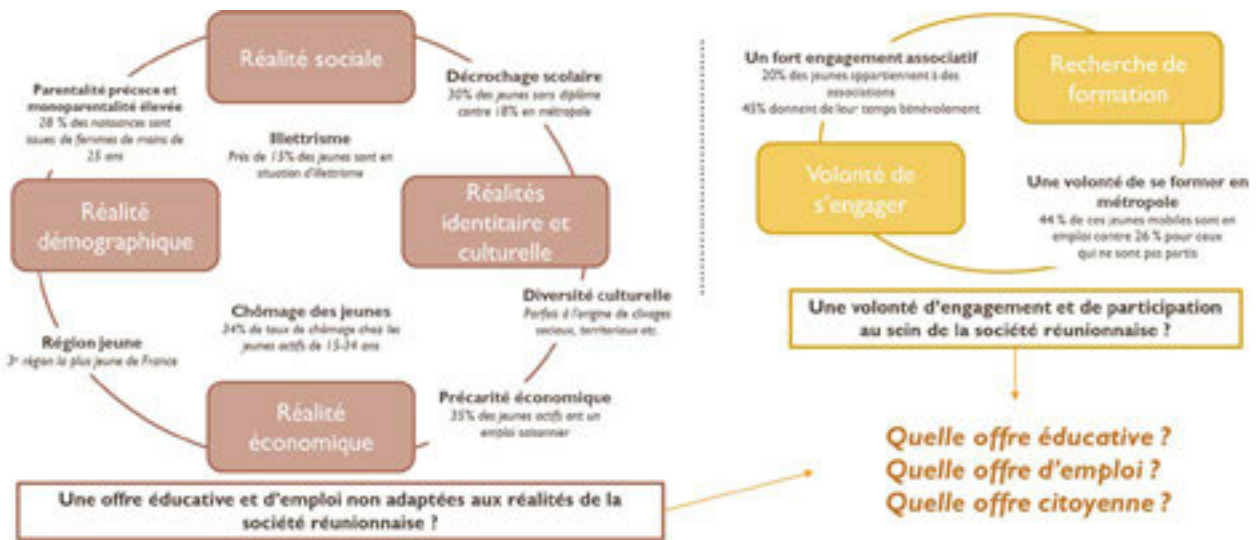 Réalité sociale
Parentalité précoce et
monoparentalité élevée
28 % des naissances sont
issues de femmes de moins de
25 ans
Décrochage scolaire
30% des jeunes sans diplôme
contre 18% en métropole
Illettrisme
Près de 15% des jeunes sont en
situation d'illettrisme
Réalité
démographique
Réalités
identitaire et
culturelle
Chômage des jeunes
34% de taux de chômage chez les
jeunes actifs de 15-34 ans
Diversité culturelle
Parfois à l'origine de clivages
sociaux, territoriaux etc.
Région jeune
3e région la plus jeune de France
Réalité
économique
Précarité économique
35% des jeunes actifs ont un
emploi saisonnier
Une offre éducative et d'emploi non adaptées aux réalités de la
société réunionnaise ?
Un fort engagement associatif
20% des jeunes appartiennent à des
associations
45% donnent de leur temps bénévolement
Recherche de
formation
Volonté de
s'engager
Une volonté de se former en
métropole
44 % de ces jeunes mobiles sont en
emploi contre 26 % pour ceux
qui ne sont pas partis
Une volonté d'engagement et de participation
au sein de la société réunionnaise ?
Quelle offre éducative ?
Quelle offre d'emploi ?
Quelle offre citoyenne ?